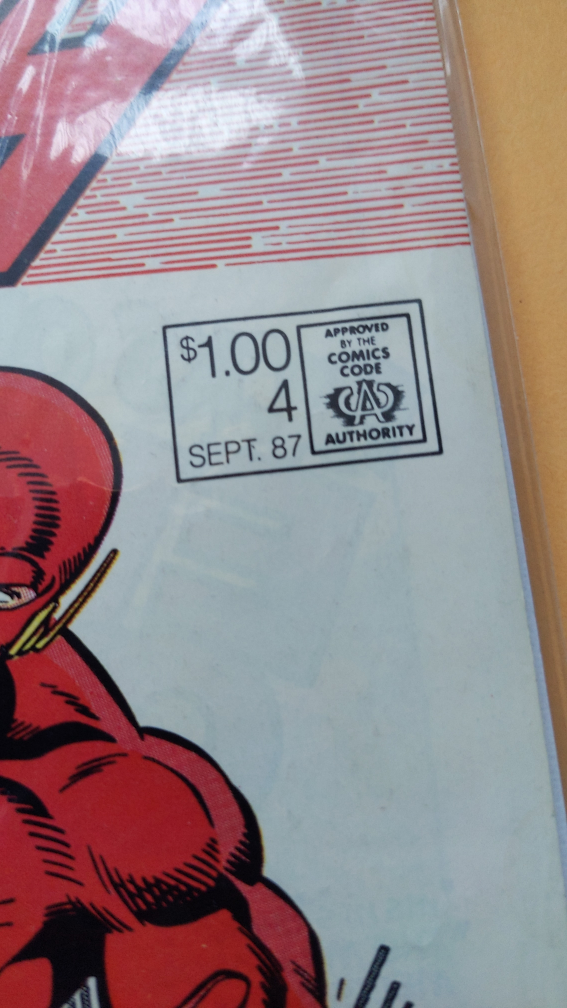 $1.00
4
SEPT. 87
APPROVED
BY THE
COMICS
CODE
CA
AUTHORITY